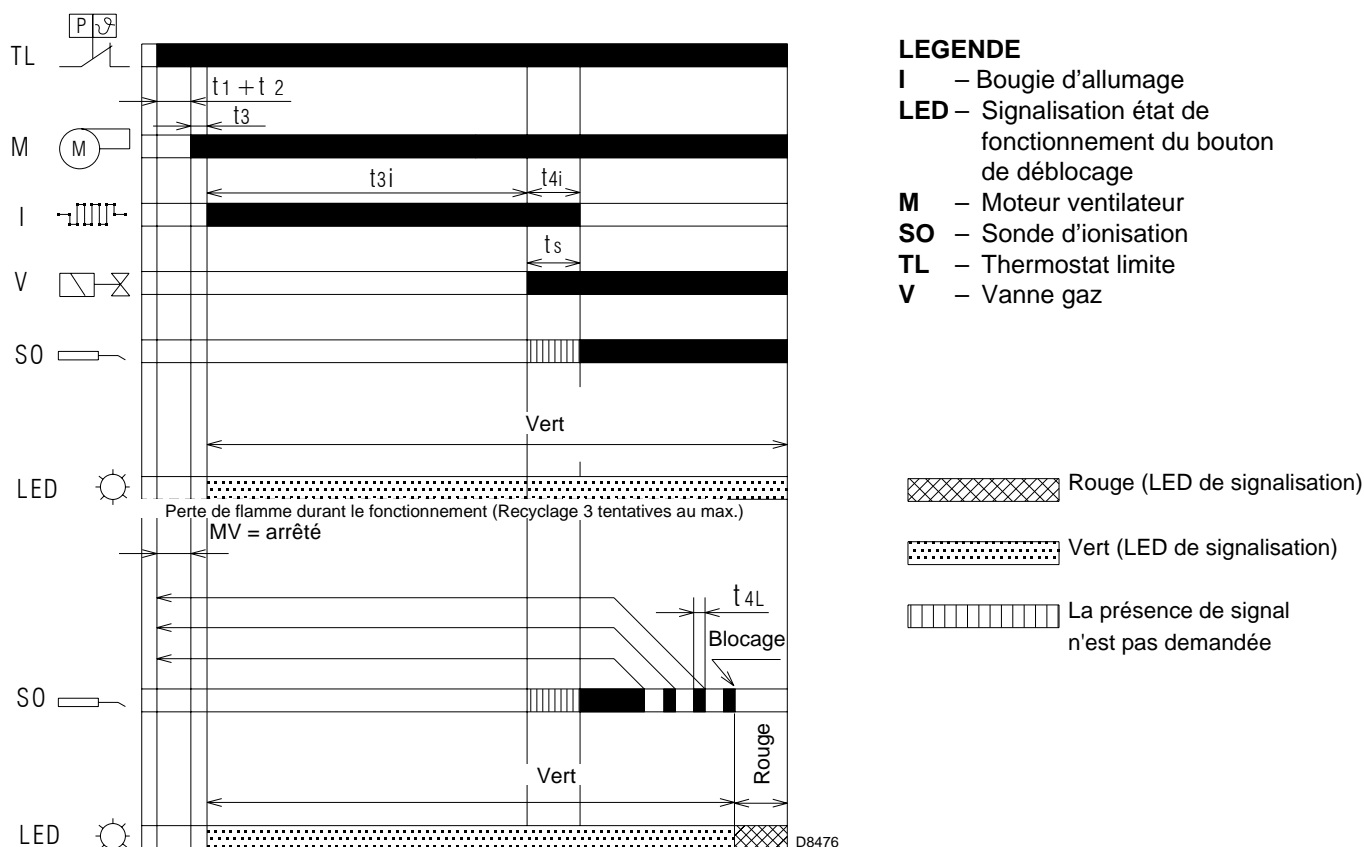 P ϑ
TL
t1 + t 2
t3
M
M
t3i
t4i
I
ts
V
SO
Vert
LED
Perte de flamme durant le fonctionnement (Recyclage 3 tentatives au max.)
MV = arrêté
t 4L
Blocage
SO
Rouge
Vert
LED
D8476
LEGENDE
I – Bougie d’allumage
LED – Signalisation état de
fonctionnement du bouton
de déblocage
M – Moteur ventilateur
SO – Sonde d’ionisation
TL – Thermostat limite
V – Vanne gaz
Rouge (LED de signalisation)
Vert (LED de signalisation)
La présence de signal
n'est pas demandée